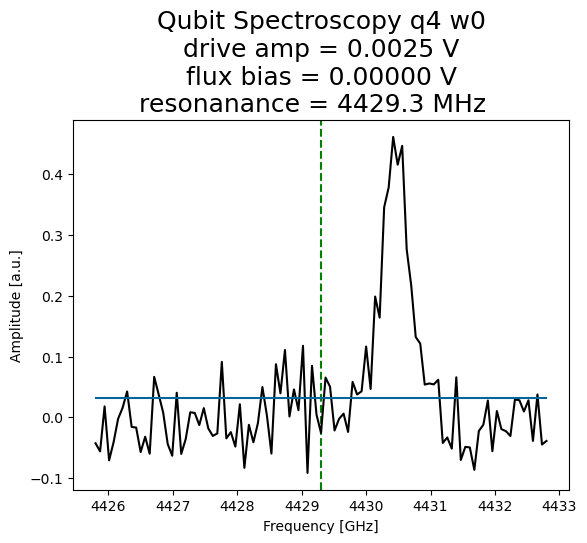 Qubit Spectroscopy q4 w0
drive amp = 0.0025 V
flux bias = 0.00000 V
resonanance = 4429.3 MHz
Amplitude [a.u.]
0.4
0.3
0.2
0.1
0.0
−0.1
4426 4427 4428 4429 4430 4431 4432 4433
Frequency [GHz]